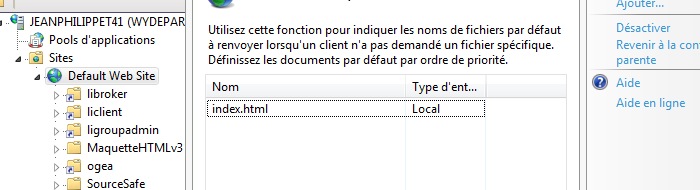 JEANPHILIPPET41 (WYDEPAR
Pools d'applications
Sites
Default Web Site
libroker
liclient
ligroupadmin
MaquetteHTMLv3
ogea
SourceSafe
Utilisez cette fonction pour indiquer les noms de fichiers par défaut
à renvoyer lorsqu'un client n'a pas demandé un fichier spécifique.
Définissez les documents par défaut par ordre de priorité.
Nom Type d'ent...
index.html Local
Ajouter...
Désactiver
Revenir à la con
parente
Aide
Aide en ligne